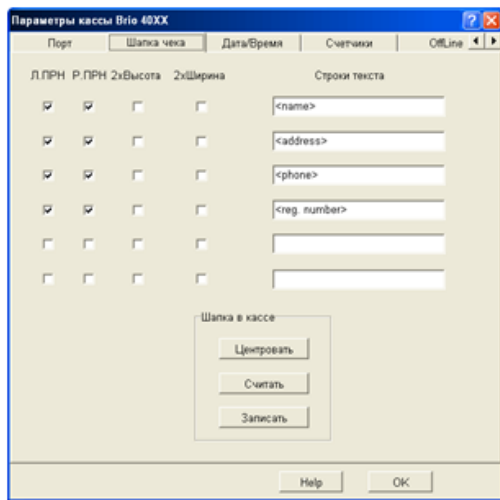 Параметры кассы Brio 40XX
Порт Шапка чека Дата/Время Счетчики OffLine
Л.ПРН Р.ПРН 2хВысота 2хШирина Строки текста
<name>
<address>
<phone>
<reg. number>
Шапка в кассе
Центровать
Считать
Записать
Help OK